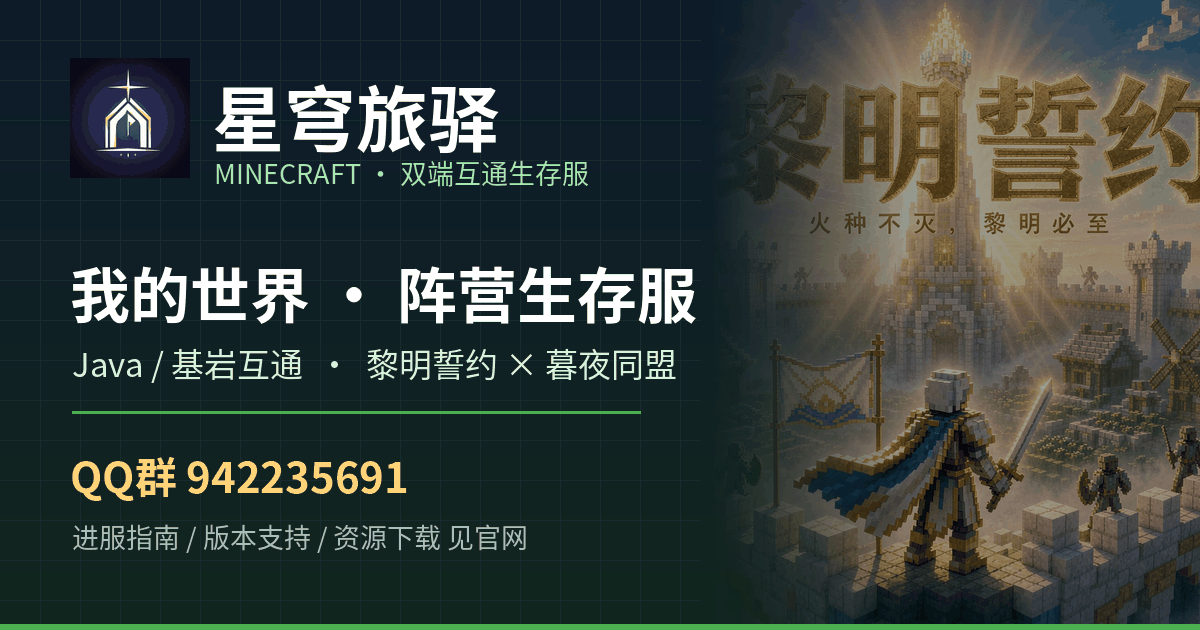 星穹旅驿
MINECRAFT · 双端互通生存服
我的世界 · 阵营生存服
Java / 基岩互通 · 黎明誓约 × 暮夜同盟
QQ群 942235691
进服指南 / 版本支持 / 资源下载 见官网
黎明誓约
火种不灭，黎明必至